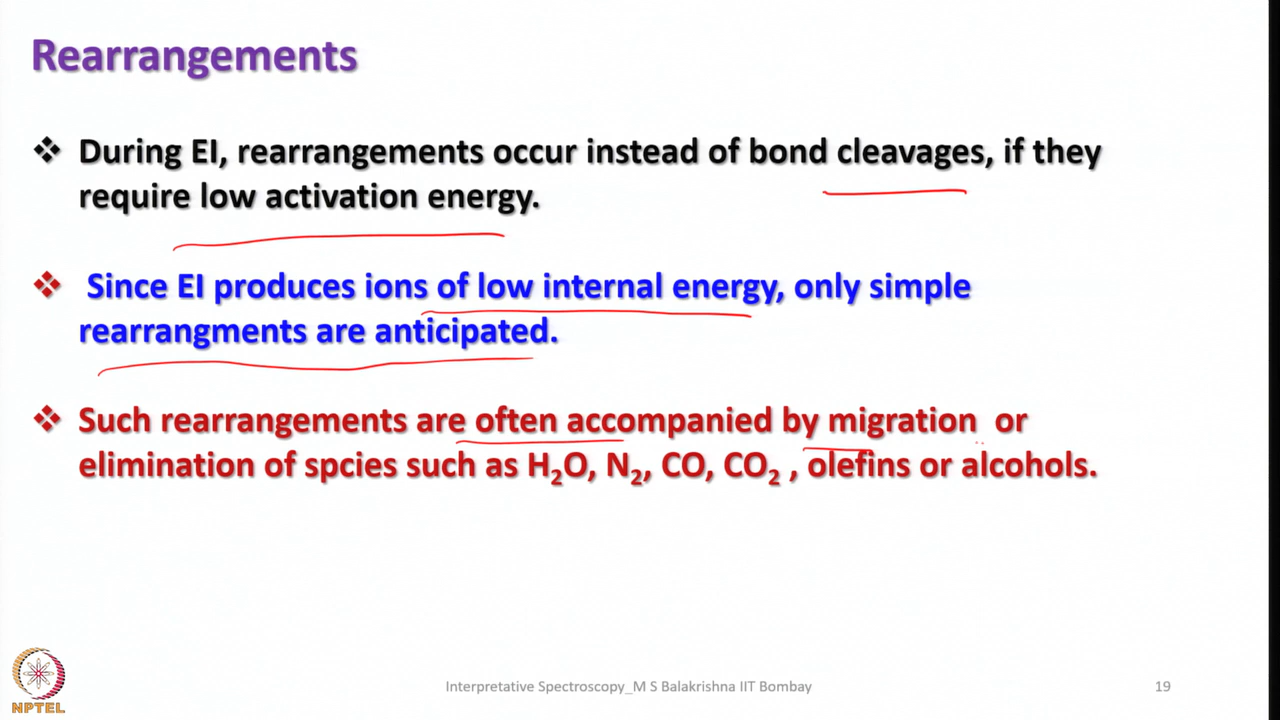 Rearrangements
❖ During EI, rearrangements occur instead of bond cleavages, if they
require low activation energy.
❖ Since EI produces ions of low internal energy, only simple
rearrangments are anticipated.
❖ Such rearrangements are often accompanied by migration or
elimination of spcies such as H₂O, N₂, CO, CO₂ , olefins or alcohols.
NPTEL
Interpretative Spectroscopy_M S Balakrishna IIT Bombay
19